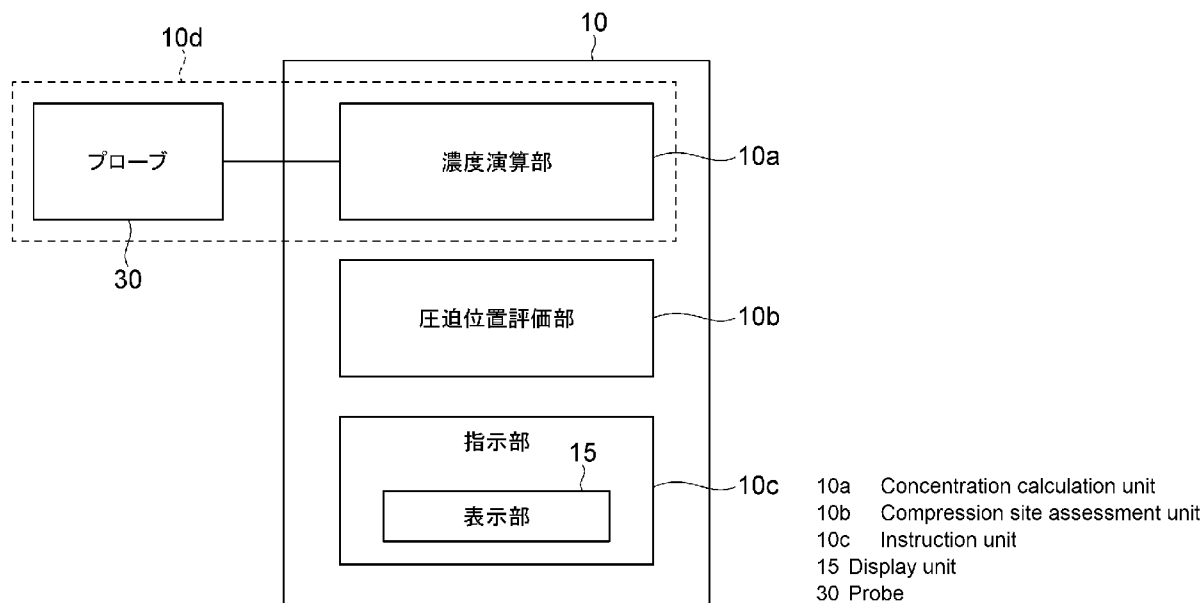 10d
10
プローブ
濃度演算部
10a
30
圧迫位置評価部
10b
指示部
15
10c
表示部
10a Concentration calculation unit
10b Compression site assessment unit
10c Instruction unit
15 Display unit
30 Probe